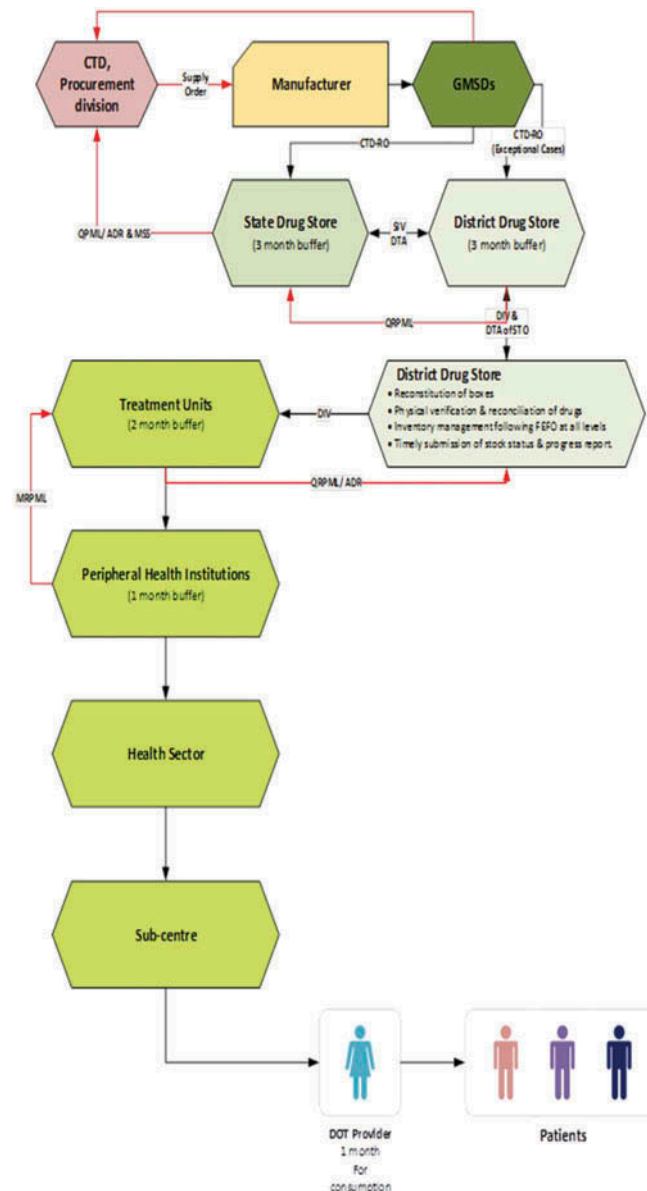 CTD,
Procurement
division
Supply
Order
Manufacturer
GMSDs
CTD-RO
CTD-RO
(Exceptional Cases)
State Drug Store
(3 month buffer)
SIV
DTA
District Drug Store
(3 month buffer)
QPML/ ADR & MSS
QRPML
DIV &
DTA of STO
District Drug Store
• Reconstitution of boxes
• Physical verification & reconciliation of drugs
• Inventory management following FEFO at all levels
• Timely submission of stock status & progress report.
Treatment Units
(2 month buffer)
DIV
MRPML
QRPML/ ADR
Peripheral Health Institutions
(1 month buffer)
Health Sector
Sub-centre
DOT Provider
1 month
For
consumption
Patients